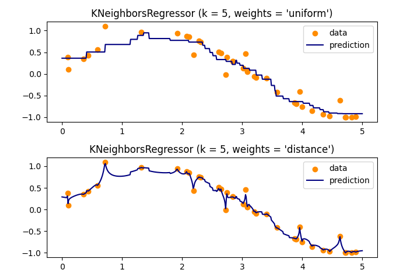 KNeighborsRegressor (k = 5, weights = 'uniform')
1.0
0.5
0.0
−0.5
−1.0
data
prediction
0 1 2 3 4 5
KNeighborsRegressor (k = 5, weights = 'distance')
1.0
0.5
0.0
−0.5
−1.0
data
prediction
0 1 2 3 4 5